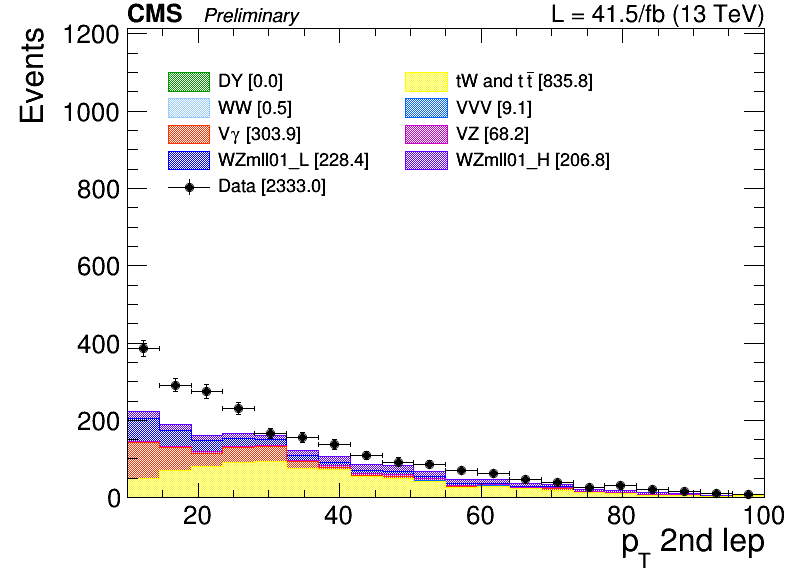 CMS Preliminary L = 41.5/fb (13 TeV)
Events
1200
1000
800
600
400
200
0
DY [0.0]
tW and tt̄ [835.8]
WW [0.5]
VVV [9.1]
Vγ [303.9]
VZ [68.2]
WZmll01_L [228.4]
WZmll01_H [206.8]
Data [2333.0]
20 40 60 80 100
p_T 2nd lep